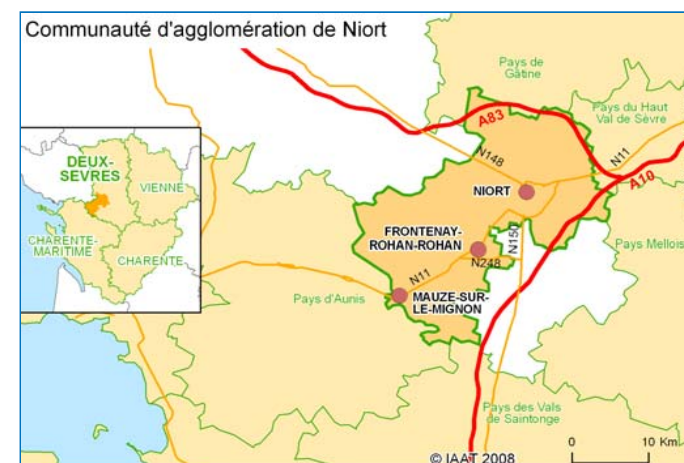 Communauté d'agglomération de Niort
Pays de
Gâtine
A83
Pays du Haut
Val de Sèvre
N148
N11
A10
DEUX-
SEVRES
VIENNE
CHARENTE-
MARITIME
CHARENTE
NIORT
FRONTENAY-
ROHAN-ROHAN
N150
N248
Pays Mellois
N11
Pays d'Aunis
MAUZE-SUR-
LE-MIGNON
Pays des Vals
de Saintonge
0 10 Km
© IAAT 2008